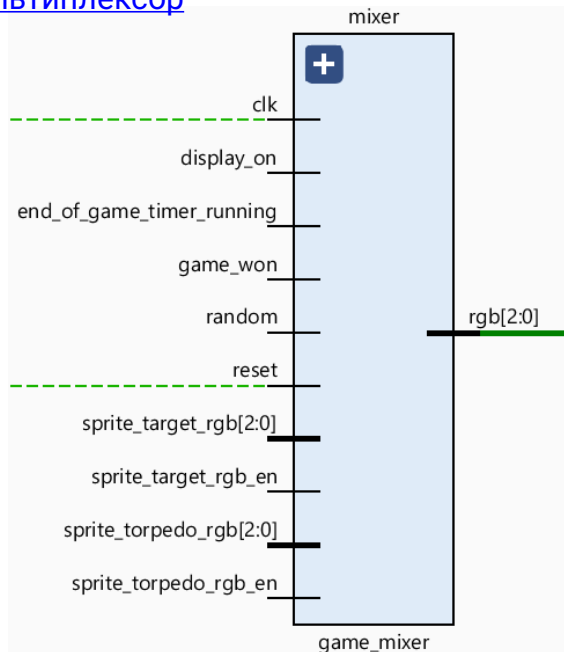 льтиплексор
mixer
clk
display_on
end_of_game_timer_running
game_won
random
rgb[2:0]
reset
sprite_target_rgb[2:0]
sprite_target_rgb_en
sprite_torpedo_rgb[2:0]
sprite_torpedo_rgb_en
game_mixer